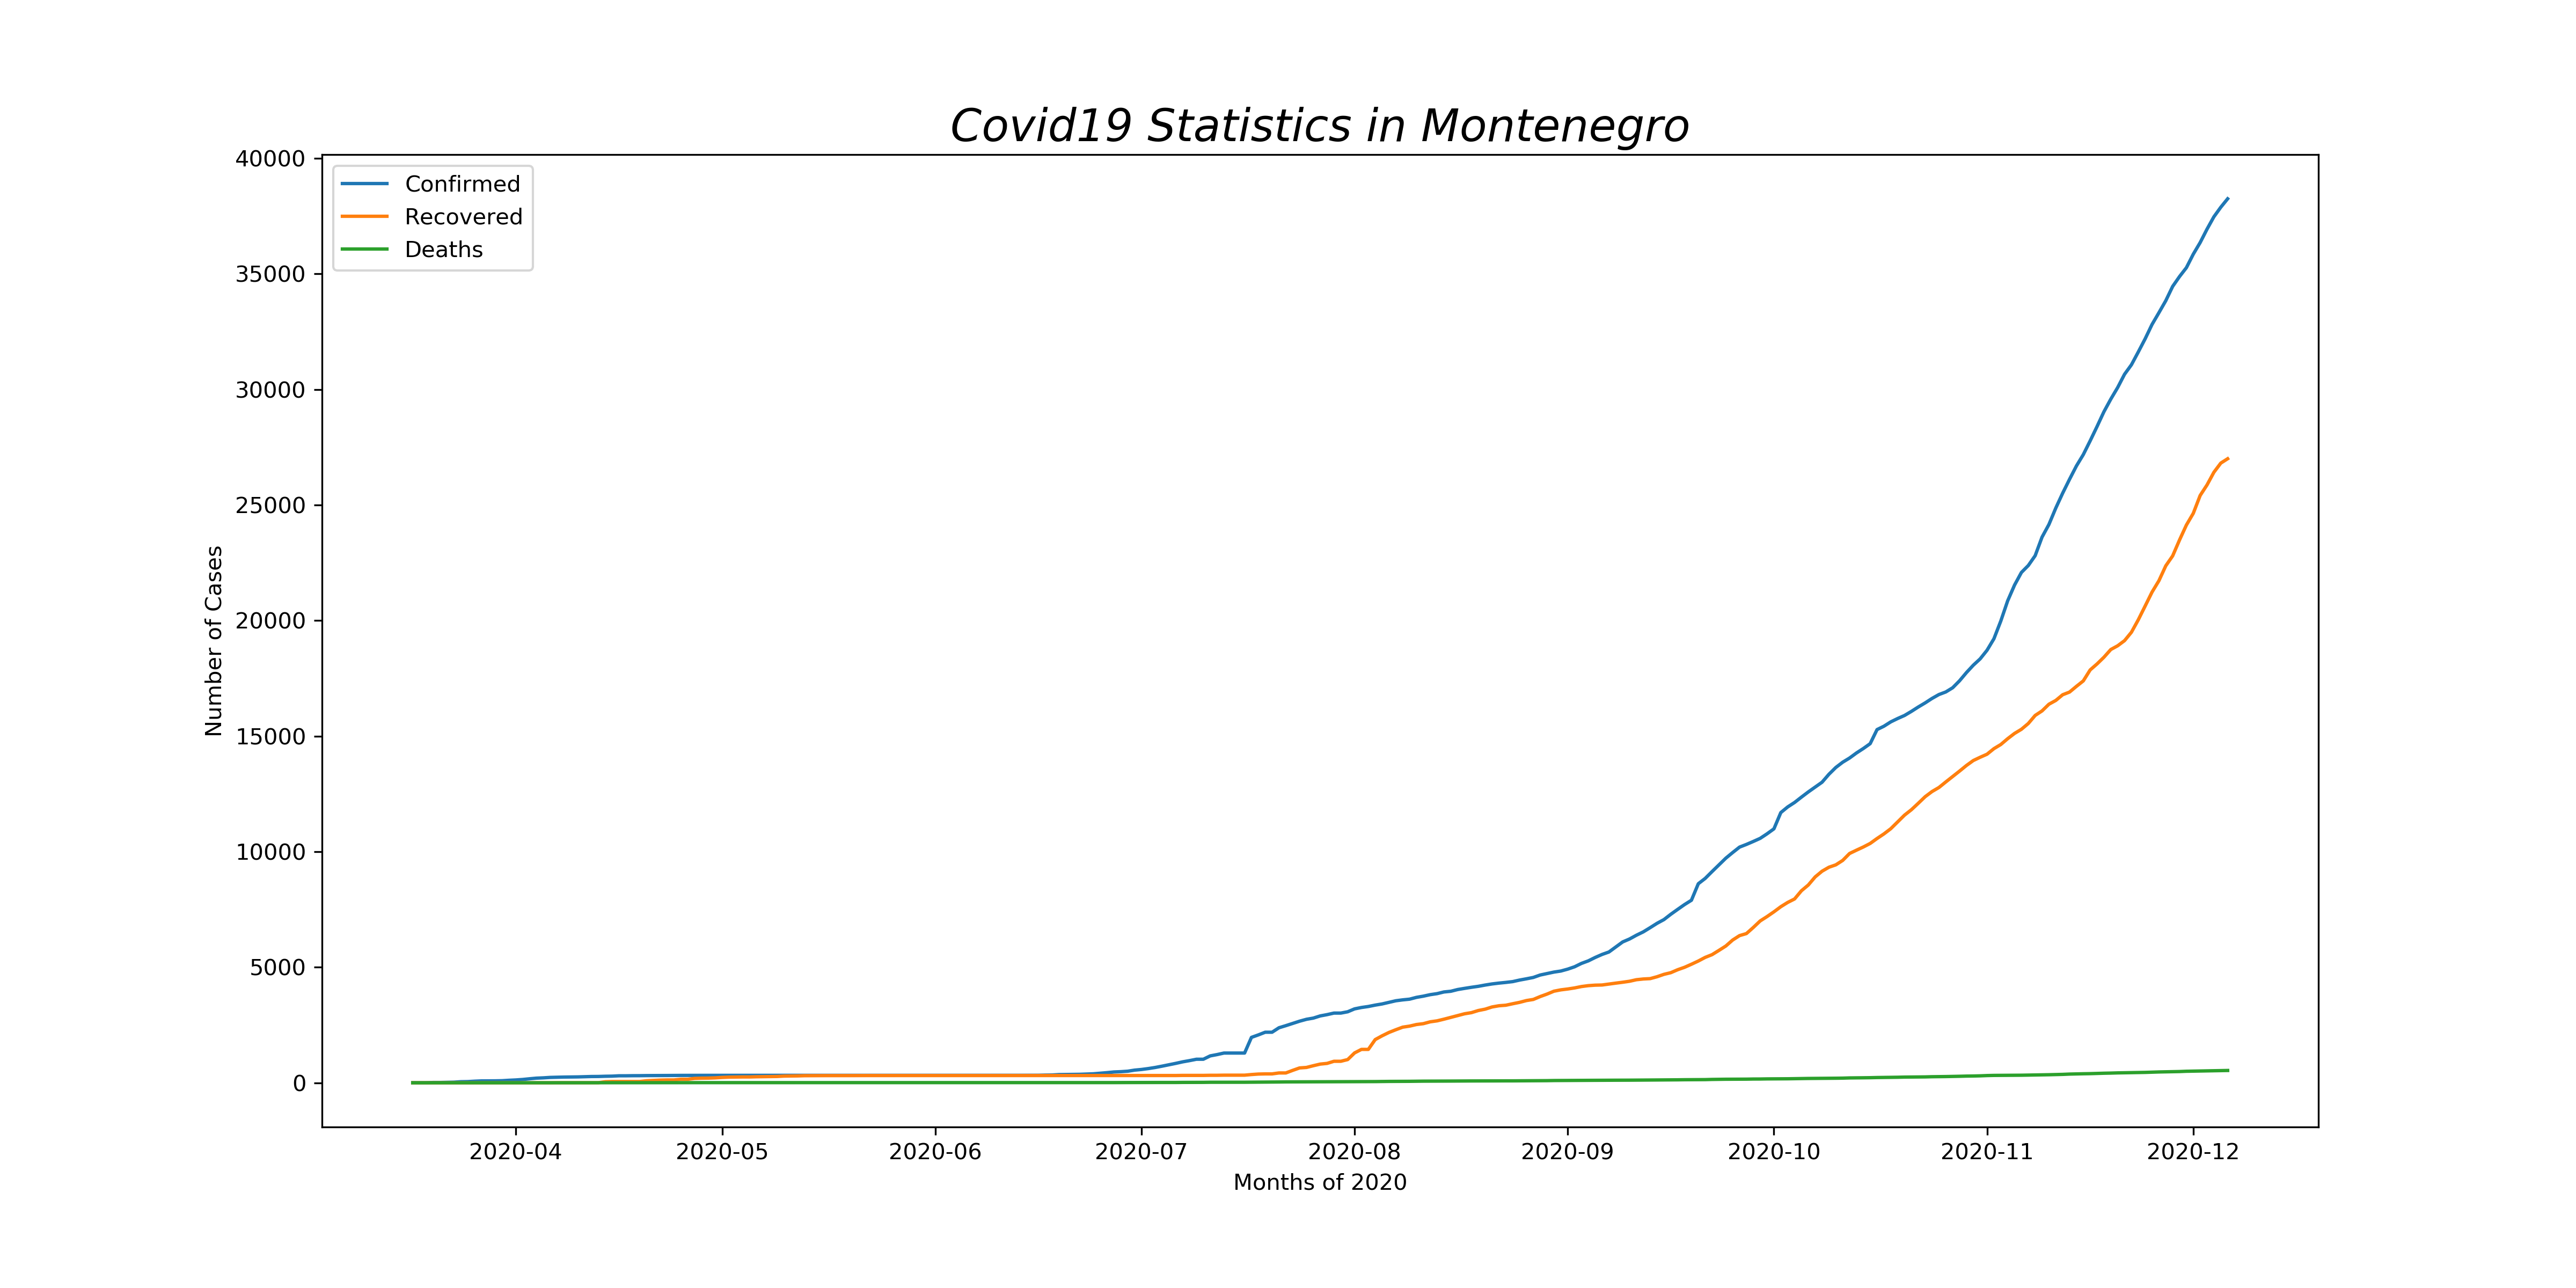 Covid19 Statistics in Montenegro
Confirmed
Recovered
Deaths
40000
35000
30000
25000
20000
15000
10000
5000
0
Number of Cases
2020-04 2020-05 2020-06 2020-07 2020-08 2020-09 2020-10 2020-11 2020-12
Months of 2020